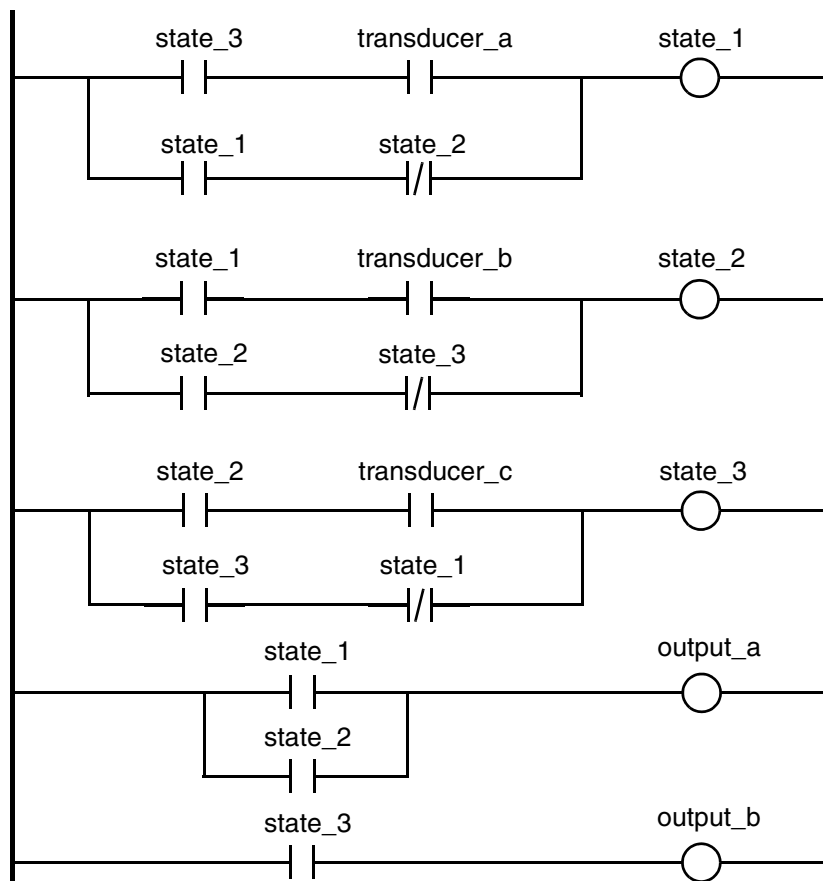 state_3 transducer_a state_1
state_1 state_2
state_1 transducer_b state_2
state_2 state_3
state_2 transducer_c state_3
state_3 state_1
state_1 output_a
state_2
state_3 output_b